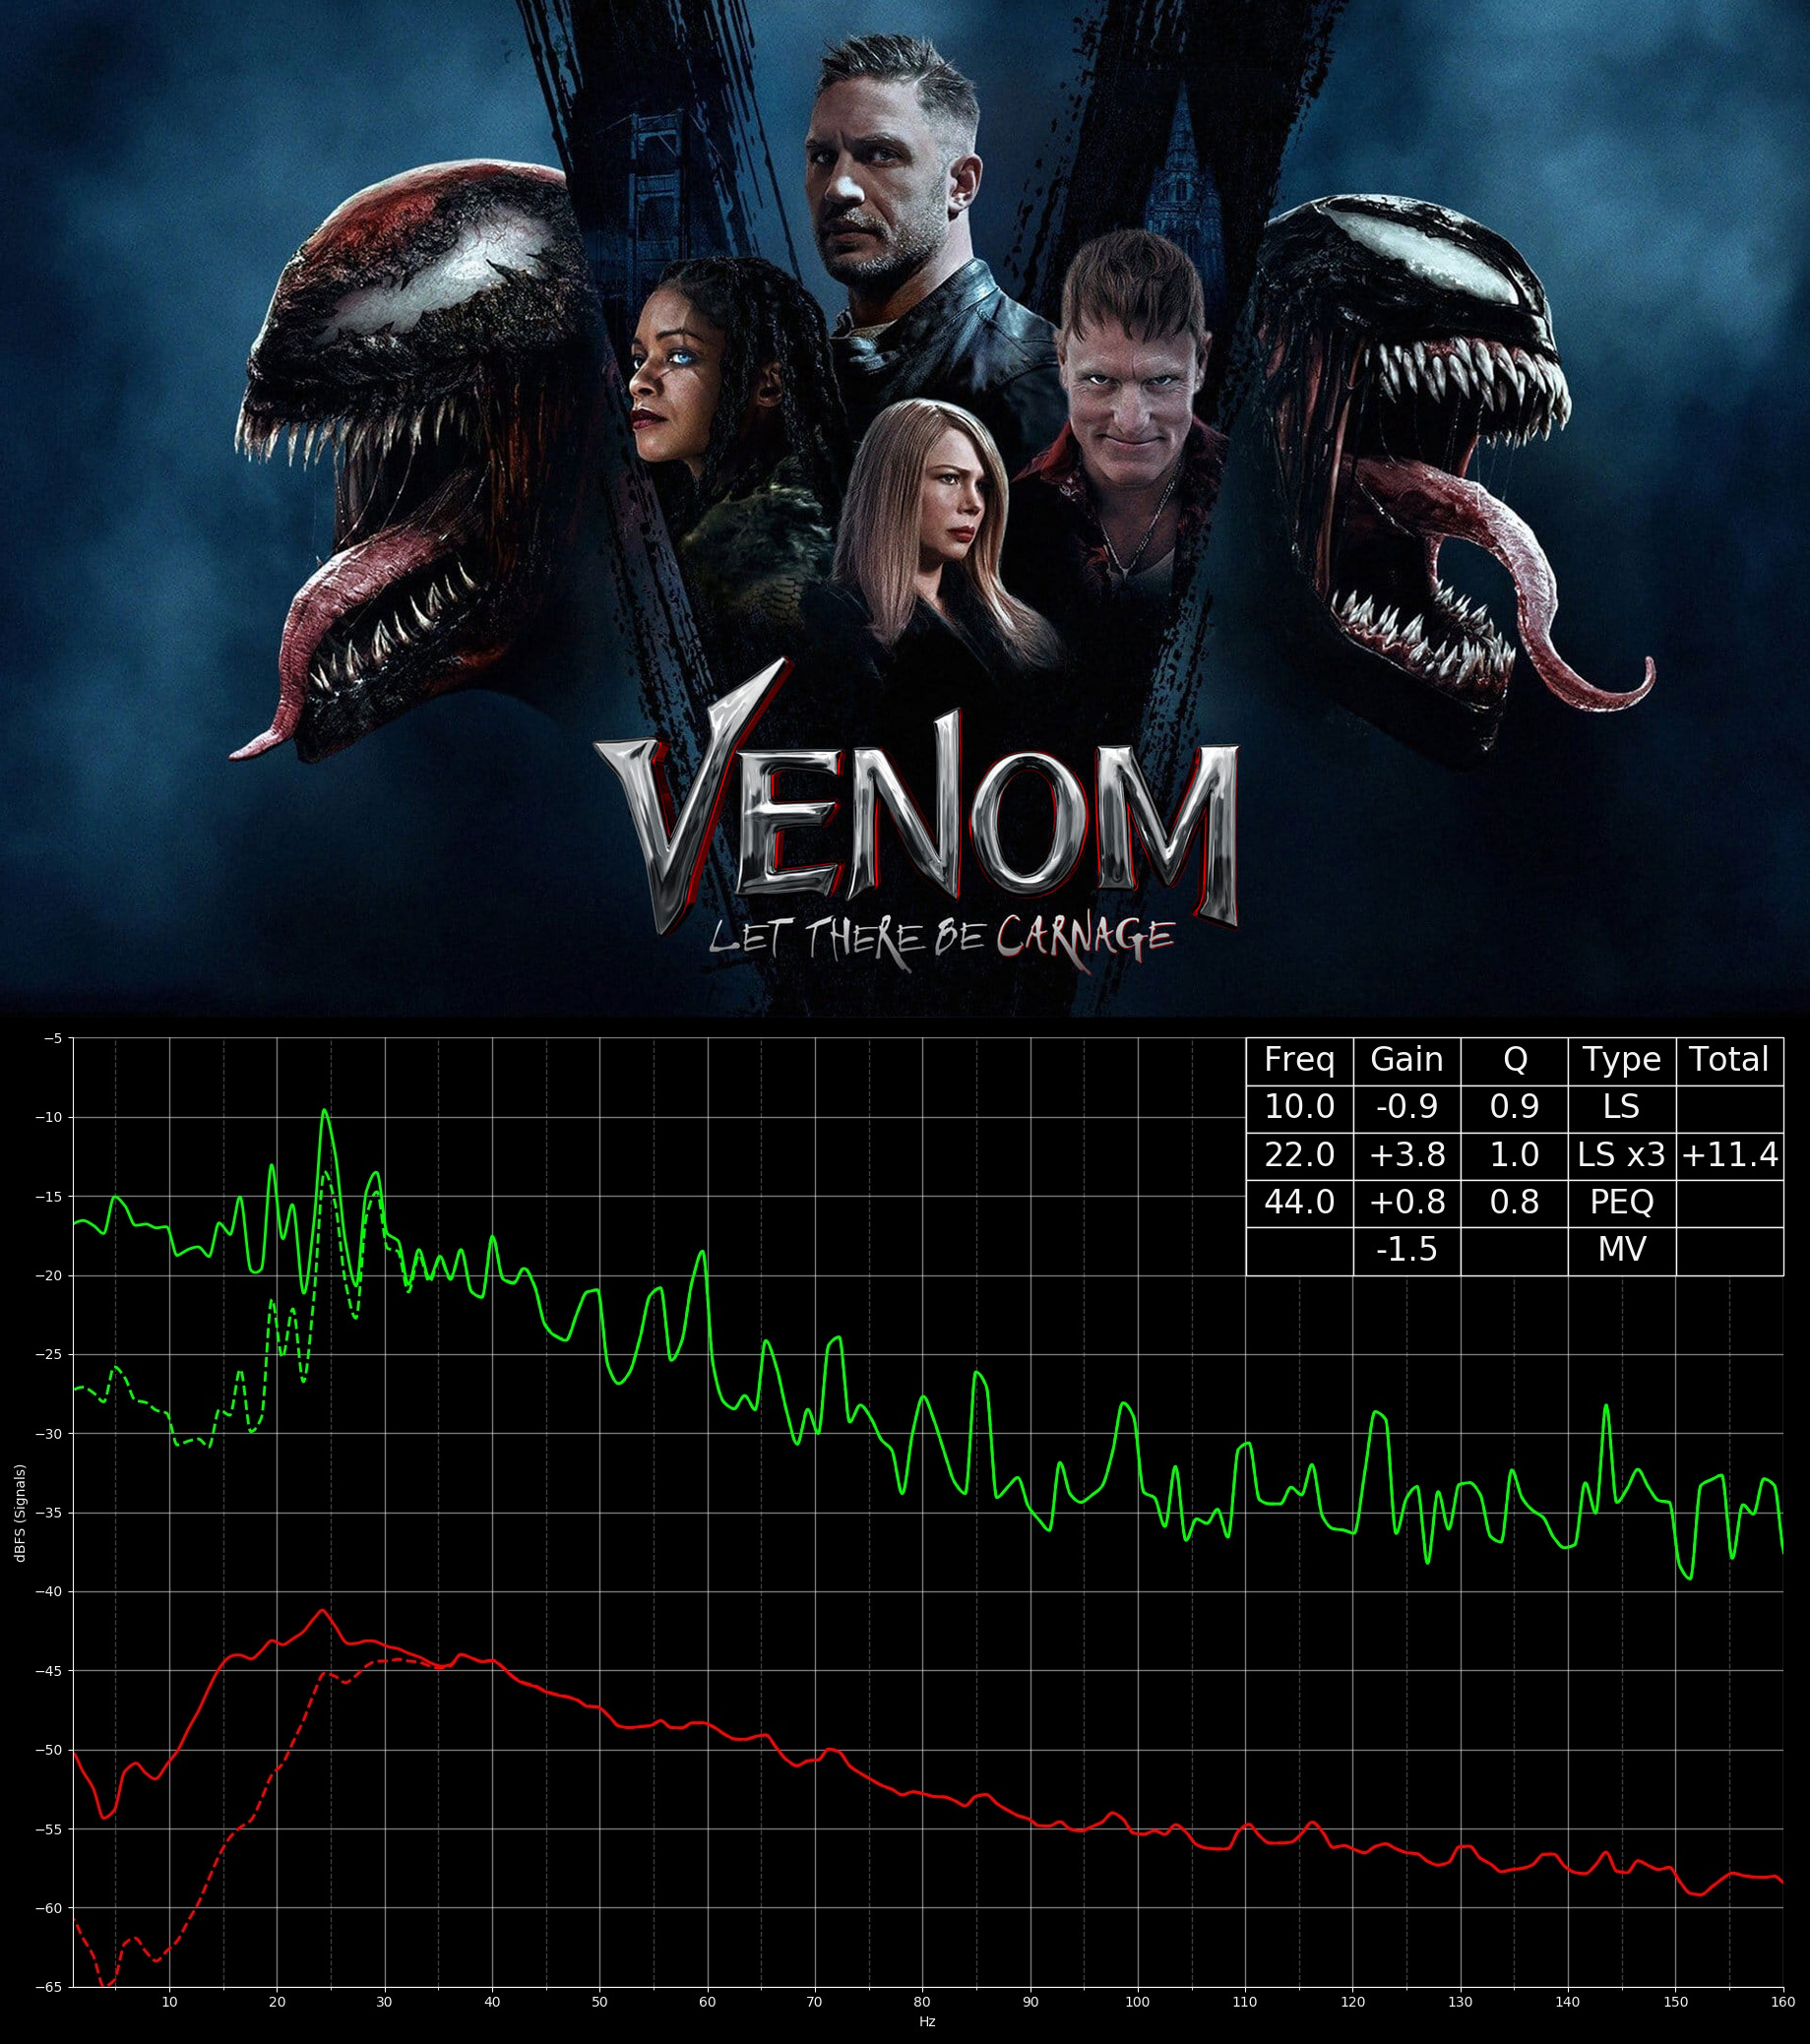 VENOM
LET THERE BE CARNAGE
Freq Gain Q Type Total
10.0 -0.9 0.9 LS
22.0 +3.8 1.0 LS x3 +11.4
44.0 +0.8 0.8 PEQ
-1.5 MV
−5
−10
−15
−20
−25
−30
−35
−40
−45
−50
−55
−60
−65
dBFS (Signals)
10 20 30 40 50 60 70 80 90 100 110 120 130 140 150 160
Hz